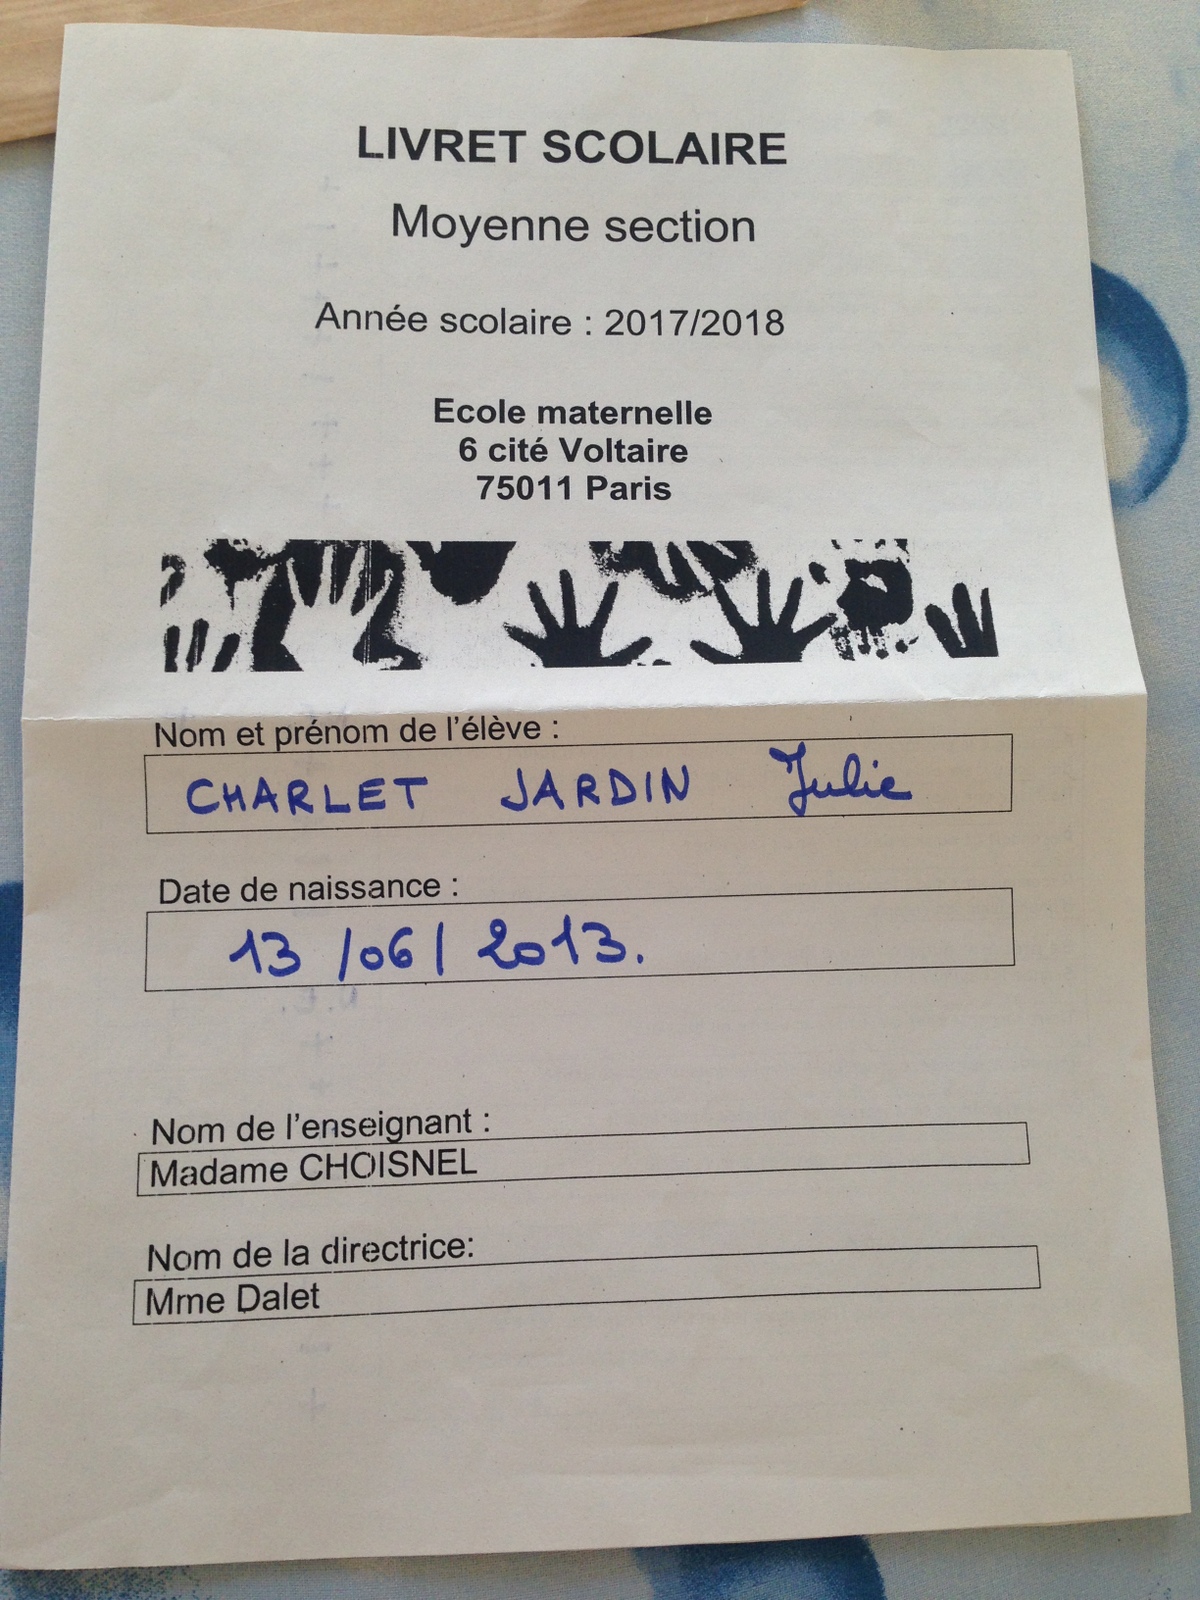 LIVRET SCOLAIRE
Moyenne section
Année scolaire : 2017/2018
Ecole maternelle
6 cité Voltaire
75011 Paris
Nom et prénom de l'élève :
CHARLET JARDIN Julie
Date de naissance :
13 /06/ 2013.
Nom de l'enseignant :
Madame CHOISNEL
Nom de la directrice:
Mme Dalet